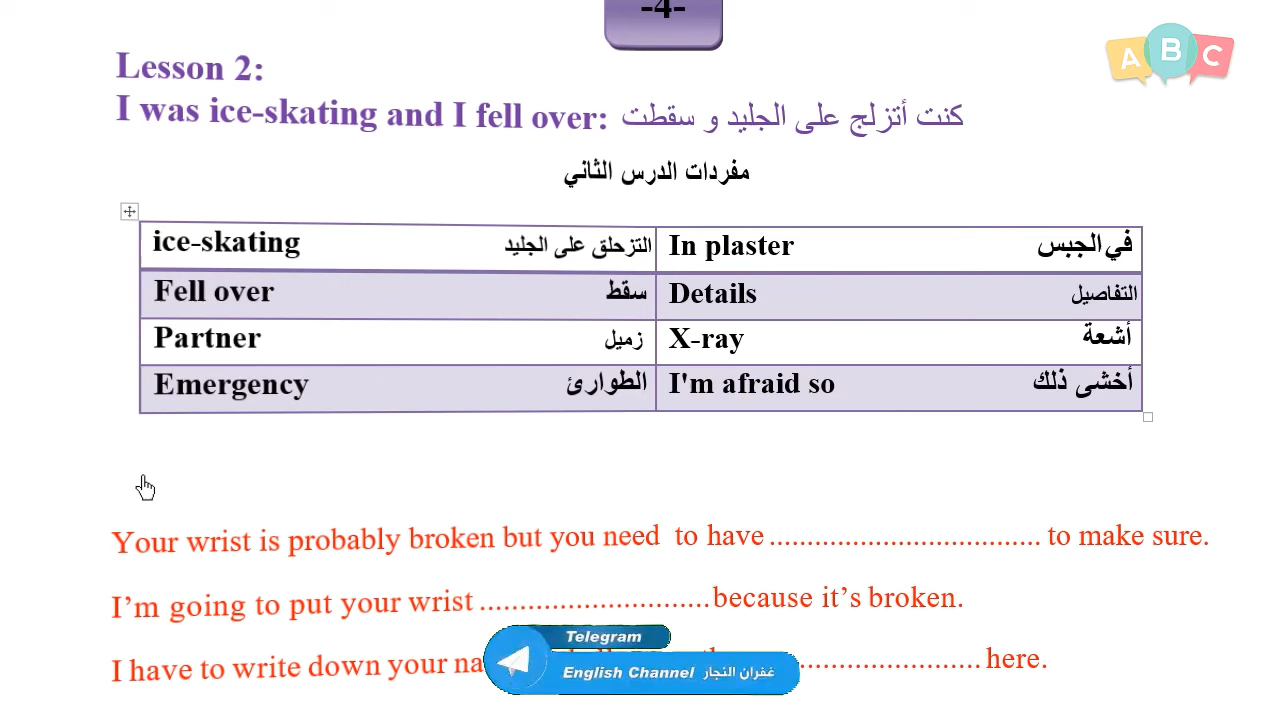 -4-
A B C
Lesson 2:
I was ice-skating and I fell over: كنت أتزلج على الجليد و سقطت
مفردات الدرس الثاني
ice-skating التزحلق على الجليد In plaster في الجبس
Fell over سقط Details التفاصيل
Partner زميل X-ray أشعة
Emergency الطوارئ I'm afraid so أخشى ذلك
Your wrist is probably broken but you need to have .................................. to make sure.
I’m going to put your wrist ............................ because it’s broken.
I have to write down your ...................... here.
Telegram
English Channel غفران النجار